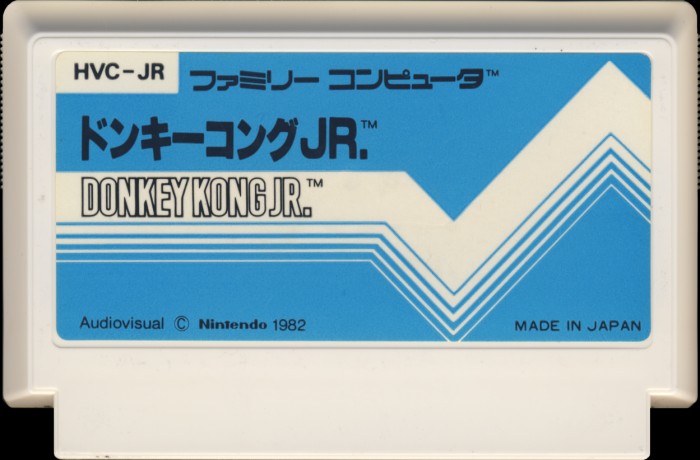 HVC-JR
ファミリー コンピュータ™
ドンキーコングJR.™
DONKEY KONG JR.™
Audiovisual © Nintendo 1982
MADE IN JAPAN